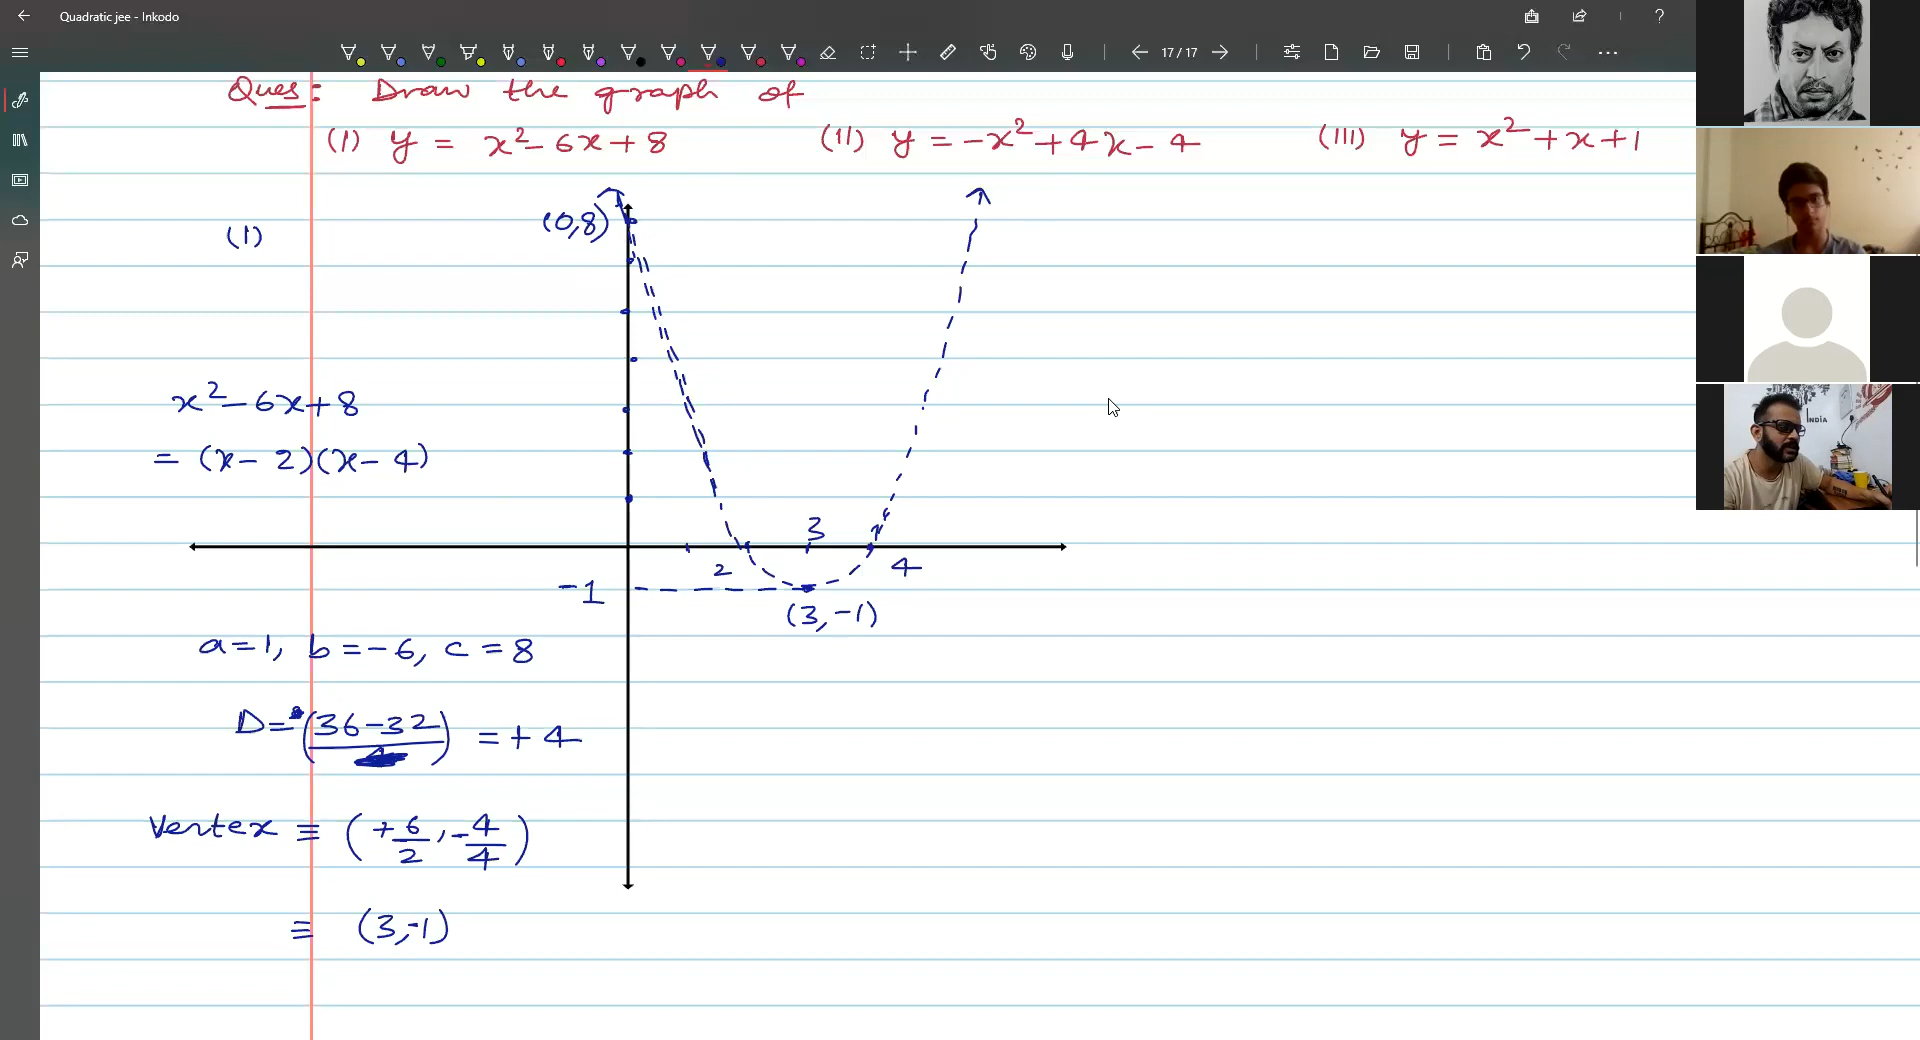 Quadratic jee - Inkodo
17 / 17
Ques: Draw the graph of
(I) y = x² - 6x + 8 (II) y = -x² + 4x - 4 (III) y = x² + x + 1
(I)
(0,8)
x² - 6x + 8
= (x - 2)(x - 4)
3
2
4
-1
(3, -1)
a = 1, b = -6, c = 8
D = (36 - 32) = + 4
Vertex ≡ (+6/2, -4/4)
≡ (3, -1)
INDIA